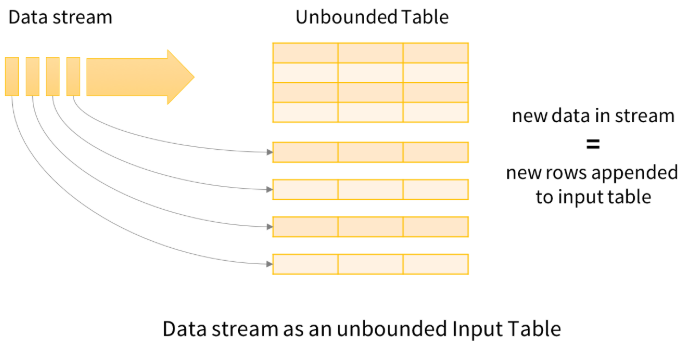 Data stream
Unbounded Table
new data in stream
=
new rows appended
to input table
Data stream as an unbounded Input Table